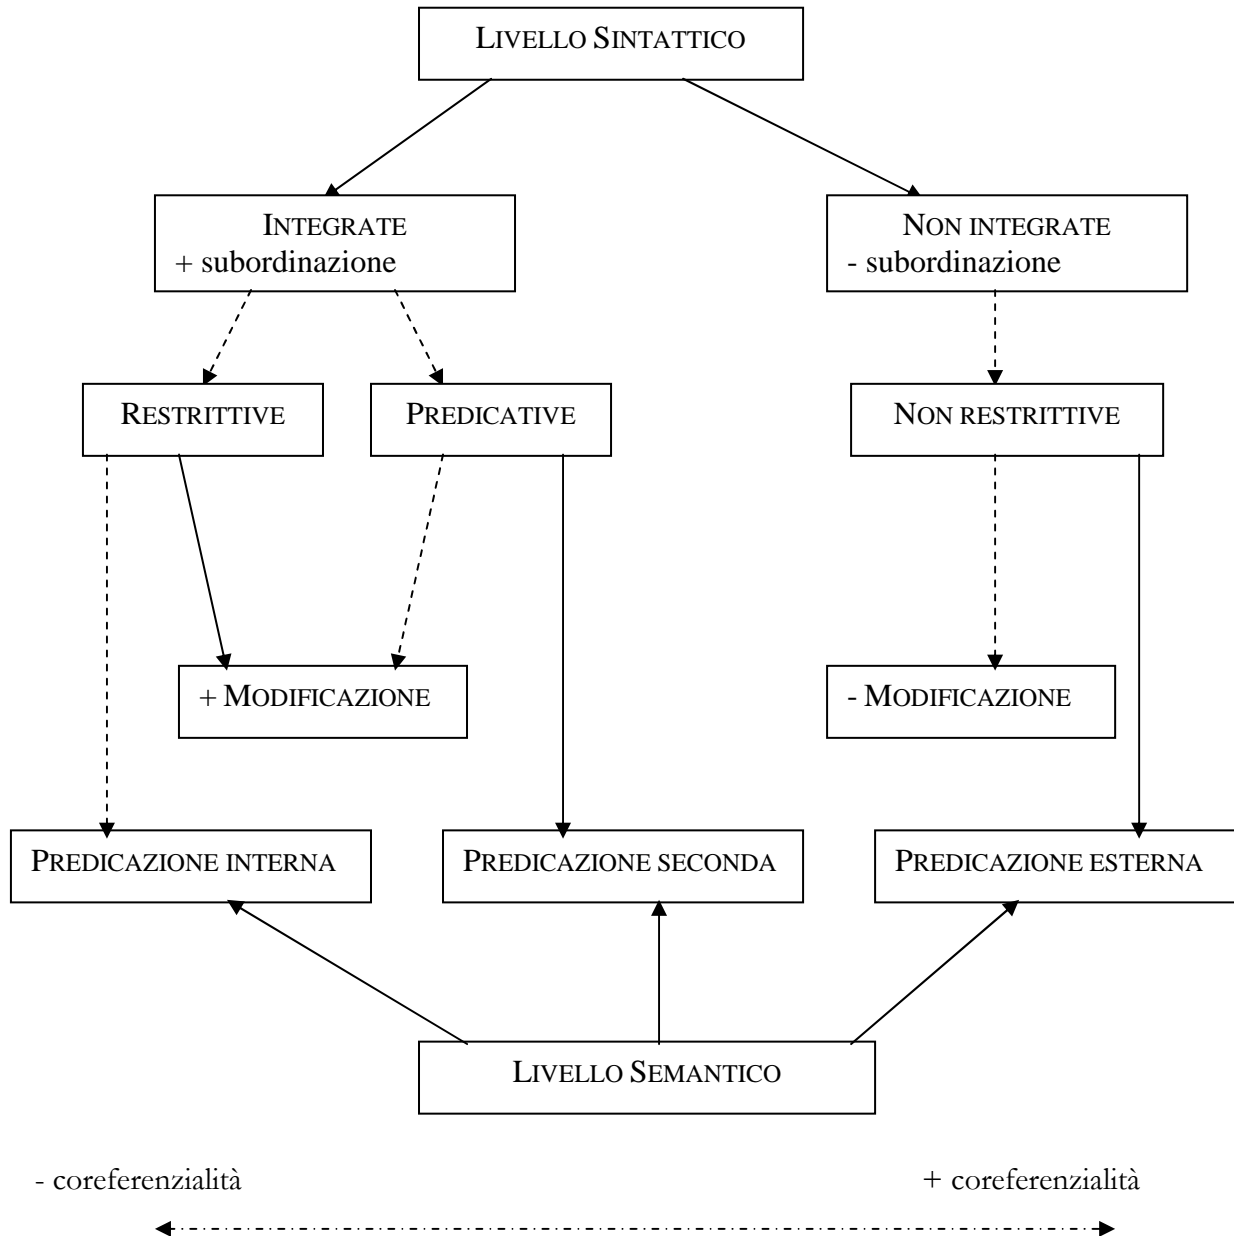 LIVELLO SINTATTICO
INTEGRATE
+ subordinazione
NON INTEGRATE
- subordinazione
RESTRITTIVE
PREDICATIVE
NON RESTRITTIVE
+ MODIFICAZIONE
- MODIFICAZIONE
PREDICAZIONE INTERNA
PREDICAZIONE SECONDA
PREDICAZIONE ESTERNA
LIVELLO SEMANTICO
- coreferenzialità
+ coreferenzialità